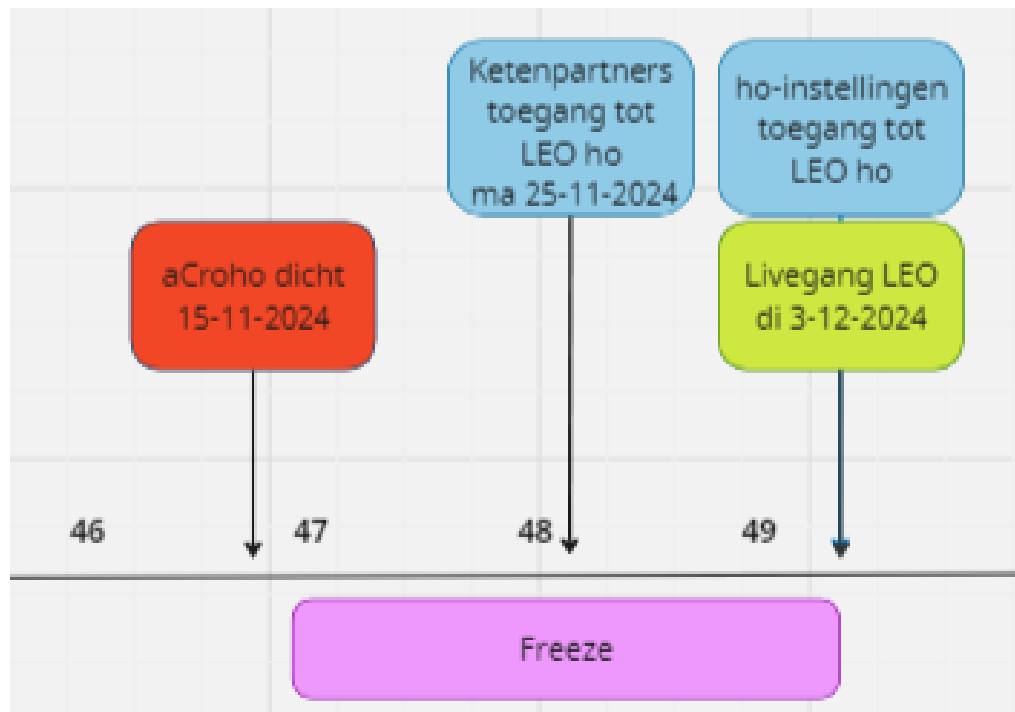 Ketenpartners
toegang tot
LEO ho
ma 25-11-2024
ho-instellingen
toegang tot
LEO ho
aCroho dicht
15-11-2024
Livegang LEO
di 3-12-2024
46
47
48
49
Freeze